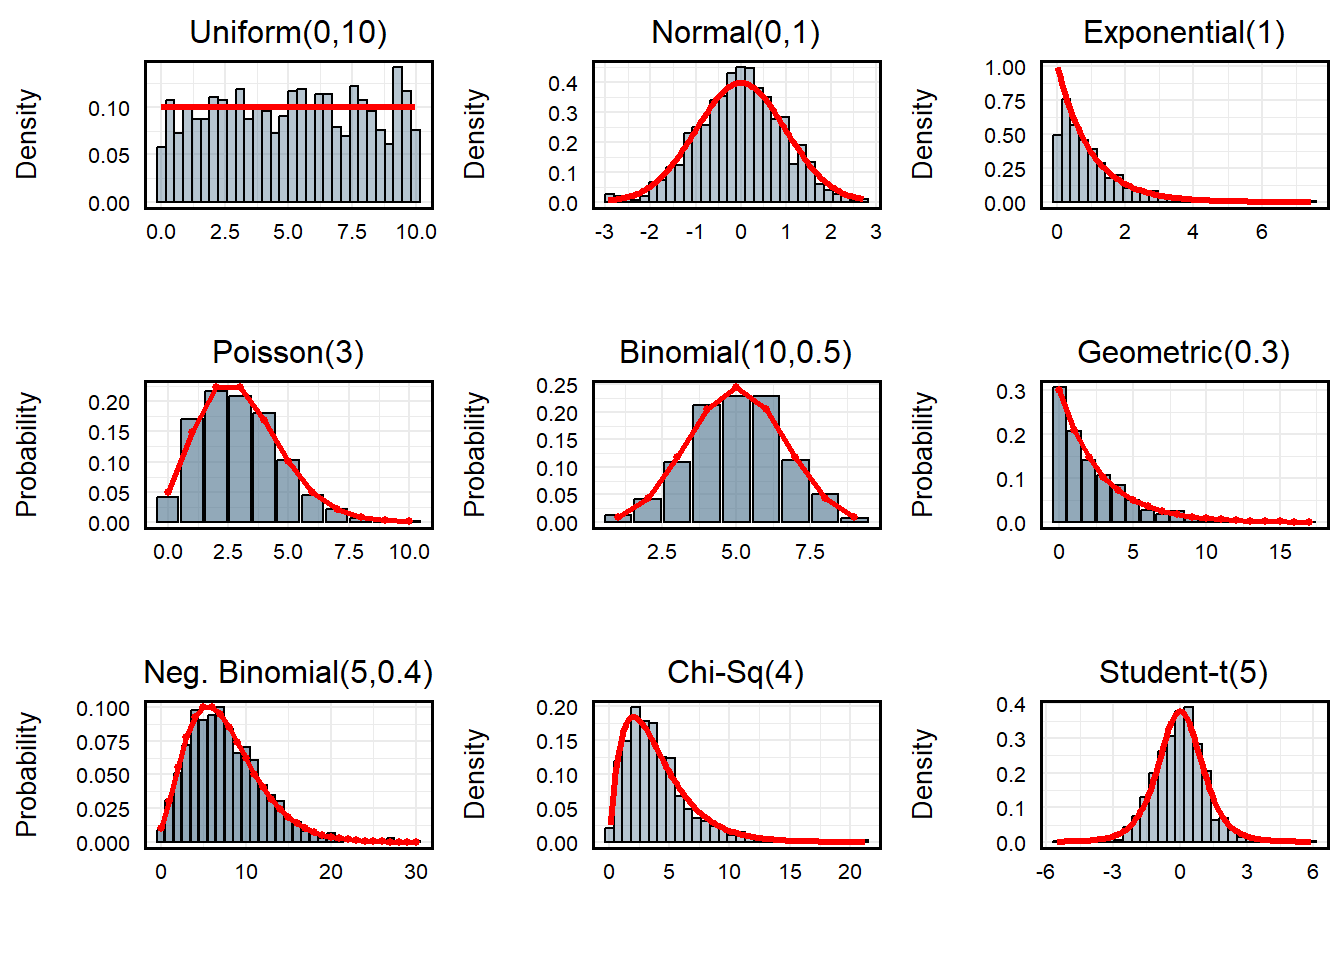 Uniform(0,10)
Density
0.10
0.05
0.00
0.0 2.5 5.0 7.5 10.0
Normal(0,1)
Density
0.4
0.3
0.2
0.1
0.0
-3 -2 -1 0 1 2 3
Exponential(1)
Density
1.00
0.75
0.50
0.25
0.00
0 2 4 6
Poisson(3)
Probability
0.20
0.15
0.10
0.05
0.00
0.0 2.5 5.0 7.5 10.0
Binomial(10,0.5)
Probability
0.25
0.20
0.15
0.10
0.05
0.00
2.5 5.0 7.5
Geometric(0.3)
Probability
0.3
0.2
0.1
0.0
0 5 10 15
Neg. Binomial(5,0.4)
Probability
0.100
0.075
0.050
0.025
0.000
0 10 20 30
Chi-Sq(4)
Density
0.20
0.15
0.10
0.05
0.00
0 5 10 15 20
Student-t(5)
Density
0.4
0.3
0.2
0.1
0.0
-6 -3 0 3 6